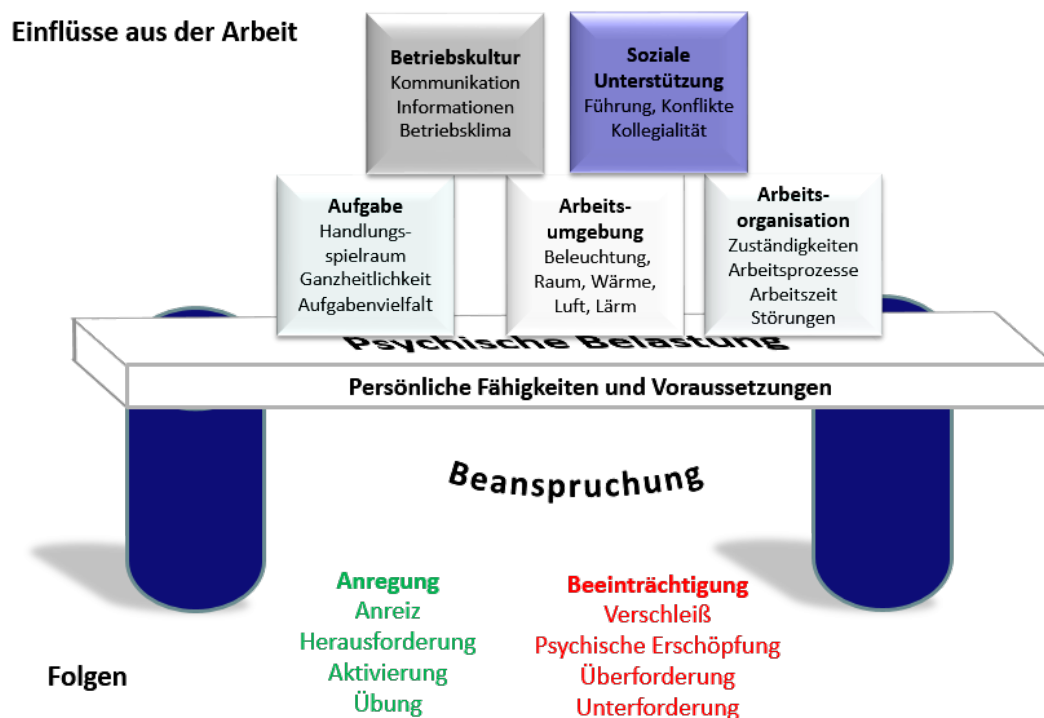 Einflüsse aus der Arbeit
Betriebskultur
Kommunikation
Informationen
Betriebsklima
Soziale
Unterstützung
Führung, Konflikte
Kollegialität
Aufgabe
Handlungs-
spielraum
Ganzheitlichkeit
Aufgabenvielfalt
Arbeits-
umgebung
Beleuchtung,
Raum, Wärme,
Luft, Lärm
Arbeits-
organisation
Zuständigkeiten
Arbeitsprozesse
Arbeitszeit
Störungen
Psychische Belastung
Persönliche Fähigkeiten und Voraussetzungen
Beanspruchung
Anregung
Anreiz
Herausforderung
Aktivierung
Übung
Beeinträchtigung
Verschleiß
Psychische Erschöpfung
Überforderung
Unterforderung
Folgen